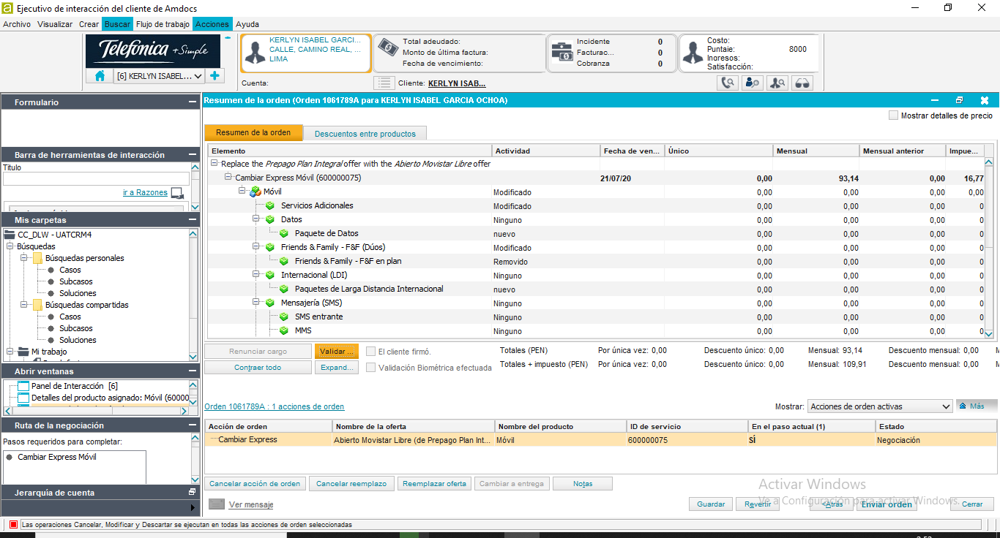 Ejecutivo de interacción del cliente de Amdocs
Archivo Visualizar Crear Buscar Flujo de trabajo Acciones Ayuda
Telefónica +Simple
[6] KERLYN ISABEL...
KERLYN ISABEL GARCI...
CALLE, CAMINO REAL, ...
LIMA
Cuenta:
Total adeudado:
Monto de última factura:
Fecha de vencimiento:
Cliente: KERLYN ISAB...
Incidente 0
Facturac... 0
Cobranza 0
Costo:
Puntaie: 8000
Ingresos:
Satisfacción:
Formulario
Barra de herramientas de interacción
Titulo
ir a Razones
Mis carpetas
CC_DLW - UATCRM4
Búsquedas
Búsquedas personales
Casos
Subcasos
Soluciones
Búsquedas compartidas
Casos
Subcasos
Soluciones
Mi trabajo
Abrir ventanas
Panel de Interacción [6]
Detalles del producto asignado: Móvil (60000
Ruta de la negociación
Pasos requeridos para completar:
Cambiar Express Móvil
Jerarquía de cuenta
Resumen de la orden (Orden 1061789A para KERLYN ISABEL GARCIA OCHOA)
Mostrar detalles de precio
Resumen de la orden Descuentos entre productos
Elemento Actividad Fecha de ven... Único Mensual Mensual anterior Impue...
Replace the Prepago Plan Integral offer with the Abierto Movistar Libre offer
Cambiar Express Móvil (600000075) 21/07/20 0,00 93,14 0,00 16,77
Móvil Modificado 0,00 0,00 0,00 0,00
Servicios Adicionales Modificado 0,00 0,00 0,00 0
Datos Ninguno 0,00 0,00 0,00 0
Paquete de Datos nuevo 0,00 0,00 0,00 0
Friends & Family - F&F (Dúos) Modificado 0,00 0,00 0,00 0
Friends & Family - F&F en plan Removido 0,00 0,00 0,00 0
Internacional (LDI) Ninguno 0,00 0,00 0,00 0
Paquetes de Larga Distancia Internacional nuevo 0,00 0,00 0,00 0
Mensajería (SMS) Ninguno 0,00 0,00 0,00 0
SMS entrante Ninguno 0,00 0,00 0,00 0
MMS Ninguno 0,00 0,00 0,00 0
Renunciar cargo Validar ... El cliente firmó. Totales (PEN) Por única vez: 0,00 Descuento único: 0,00 Mensual: 93,14 Descuento mensual: 0,00
Contraer todo Expand... Validación Biométrica efectuada Totales + impuesto (PEN) Por única vez: 0,00 Descuento único: 0,00 Mensual: 109,91 Descuento mensual: 0,00
Orden 1061789A : 1 acciones de orden Mostrar: Acciones de orden activas Más
Acción de orden Nombre de la oferta Nombre del producto ID de servicio En el paso actual (1) Estado
Cambiar Express Abierto Movistar Libre (de Prepago Plan Int... Móvil 600000075 SÍ Negociación
Cancelar acción de orden Cancelar reemplazo Reemplazar oferta Cambiar a entrega Notas
Activar Windows
Ve a Configuración para activar Windows.
Ver mensaje Guardar Revertir <Atrás Enviar orden Cerrar
Las operaciones Cancelar, Modificar y Descartar se ejecutan en todas las acciones de orden seleccionadas